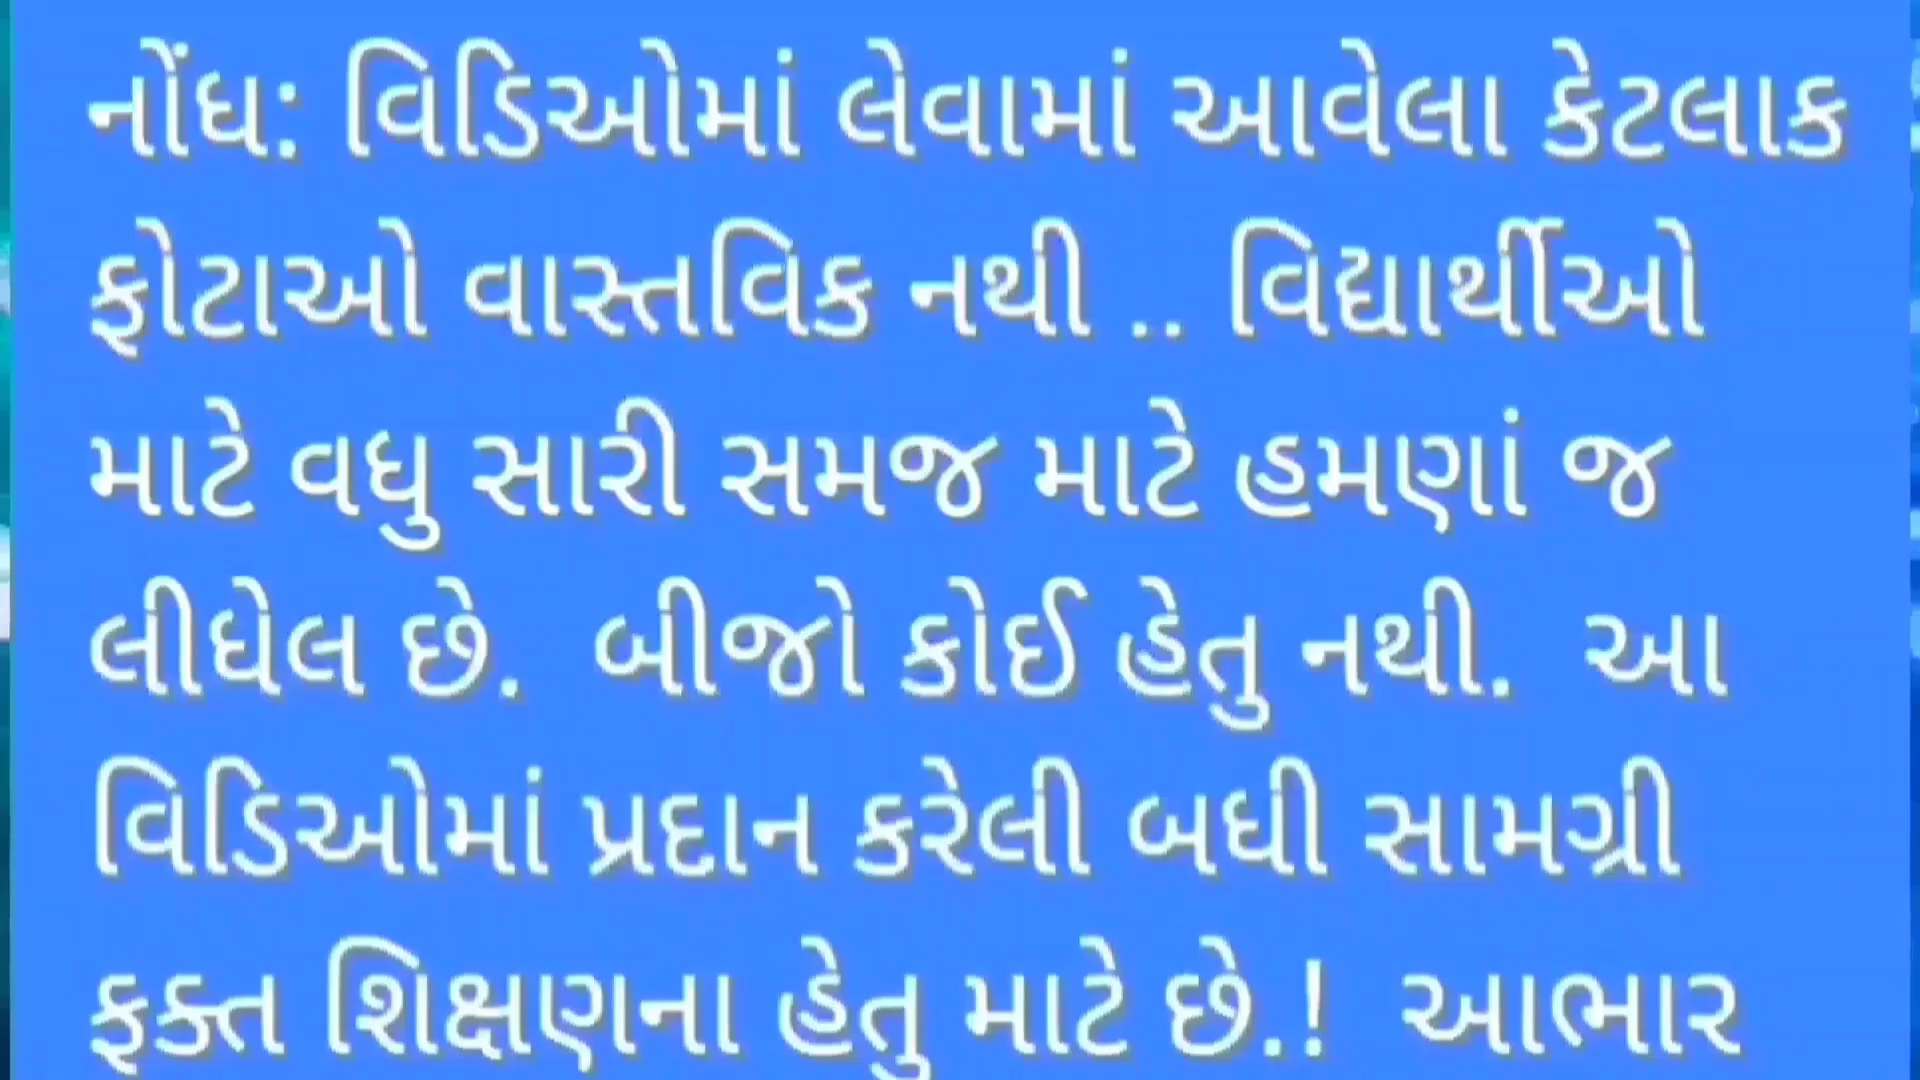 નોંધ: વિડિઓમાં લેવામાં આવેલા કેટલાક
ફોટાઓ વાસ્તવિક નથી .. વિદ્યાર્થીઓ
માટે વધુ સારી સમજ માટે હમણાં જ
લીધેલ છે. બીજો કોઈ હેતુ નથી. આ
વિડિઓમાં પ્રદાન કરેલી બધી સામગ્રી
ફક્ત શિક્ષણના હેતુ માટે છે.! આભાર